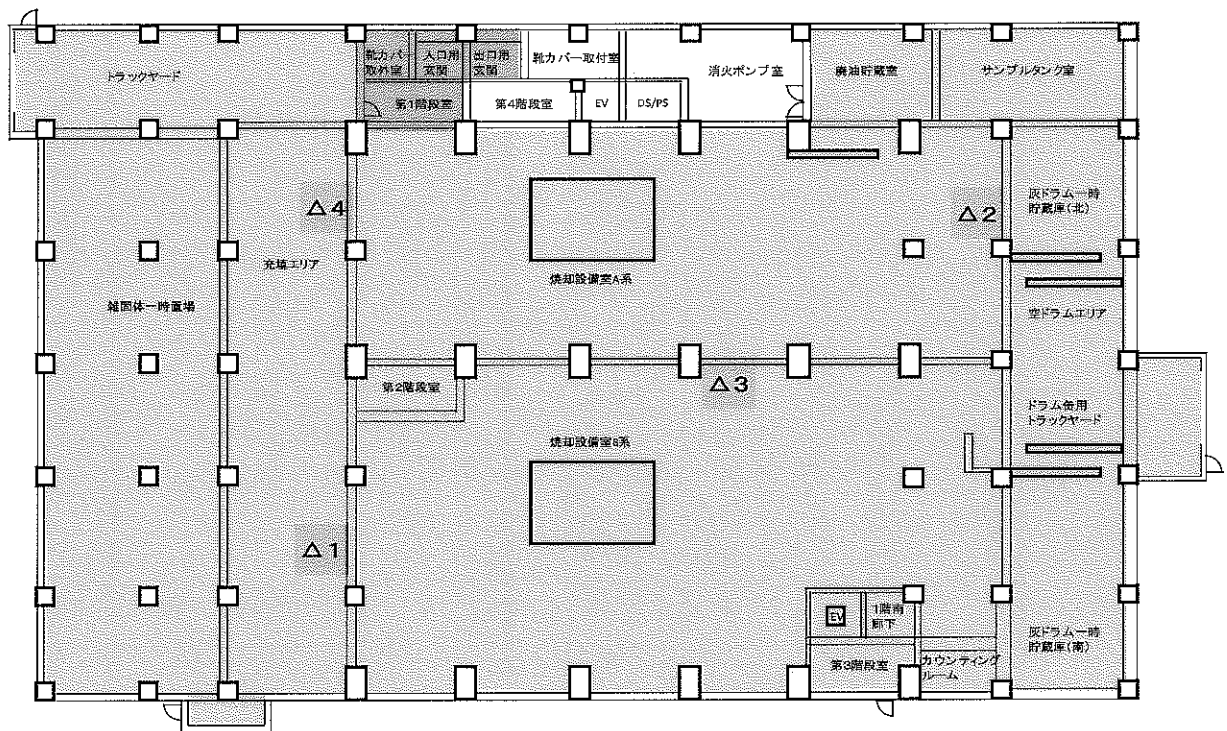 トラックヤード
靴カバー
取外室
入口用
玄関
出口用
玄関
靴カバー取付室
消火ポンプ室
廃油貯蔵室
サンプルタンク室
第1階段室
第4階段室
EV
DS/PS
灰ドラム一時
貯蔵庫(北)
△4
△2
充填エリア
焼却設備室A系
雑固体一時置場
空ドラムエリア
第2階段室
△3
ドラム缶用
トラックヤード
焼却設備室B系
△1
EV
1階南
廊下
灰ドラム一時
貯蔵庫(南)
第3階段室
カウンティング
ルーム